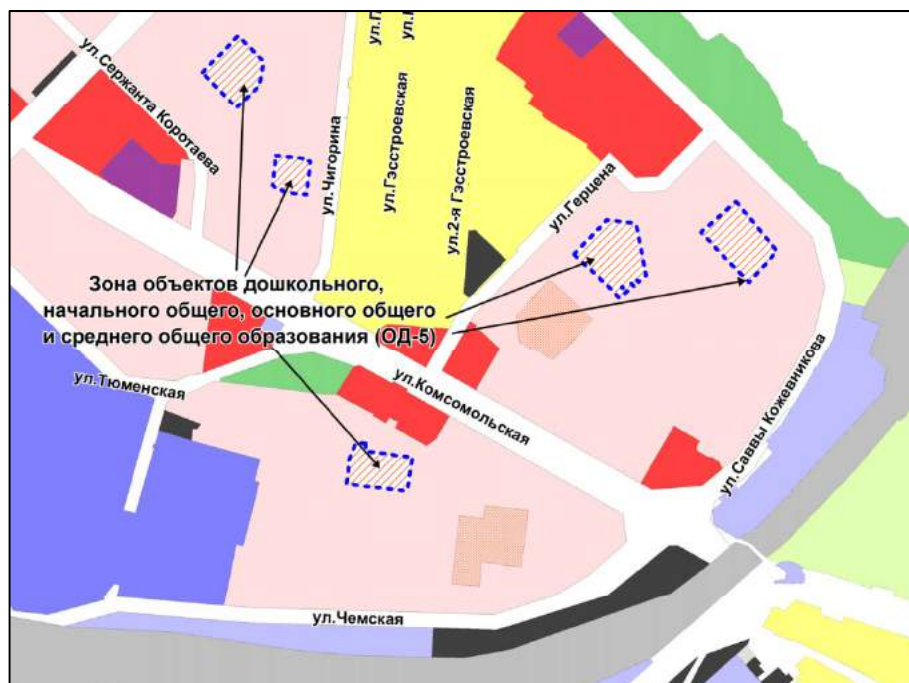 ул.Сержанта Коротаева
ул.Чигорина
ул.Гэсстроевская
ул.2-я Гэсстроевская
ул.Герцена
Зона объектов дошкольного,
начального общего, основного общего
и среднего общего образования (ОД-5)
ул.Тюменская
ул.Комсомольская
ул.Саввы Кожевникова
ул.Чемская